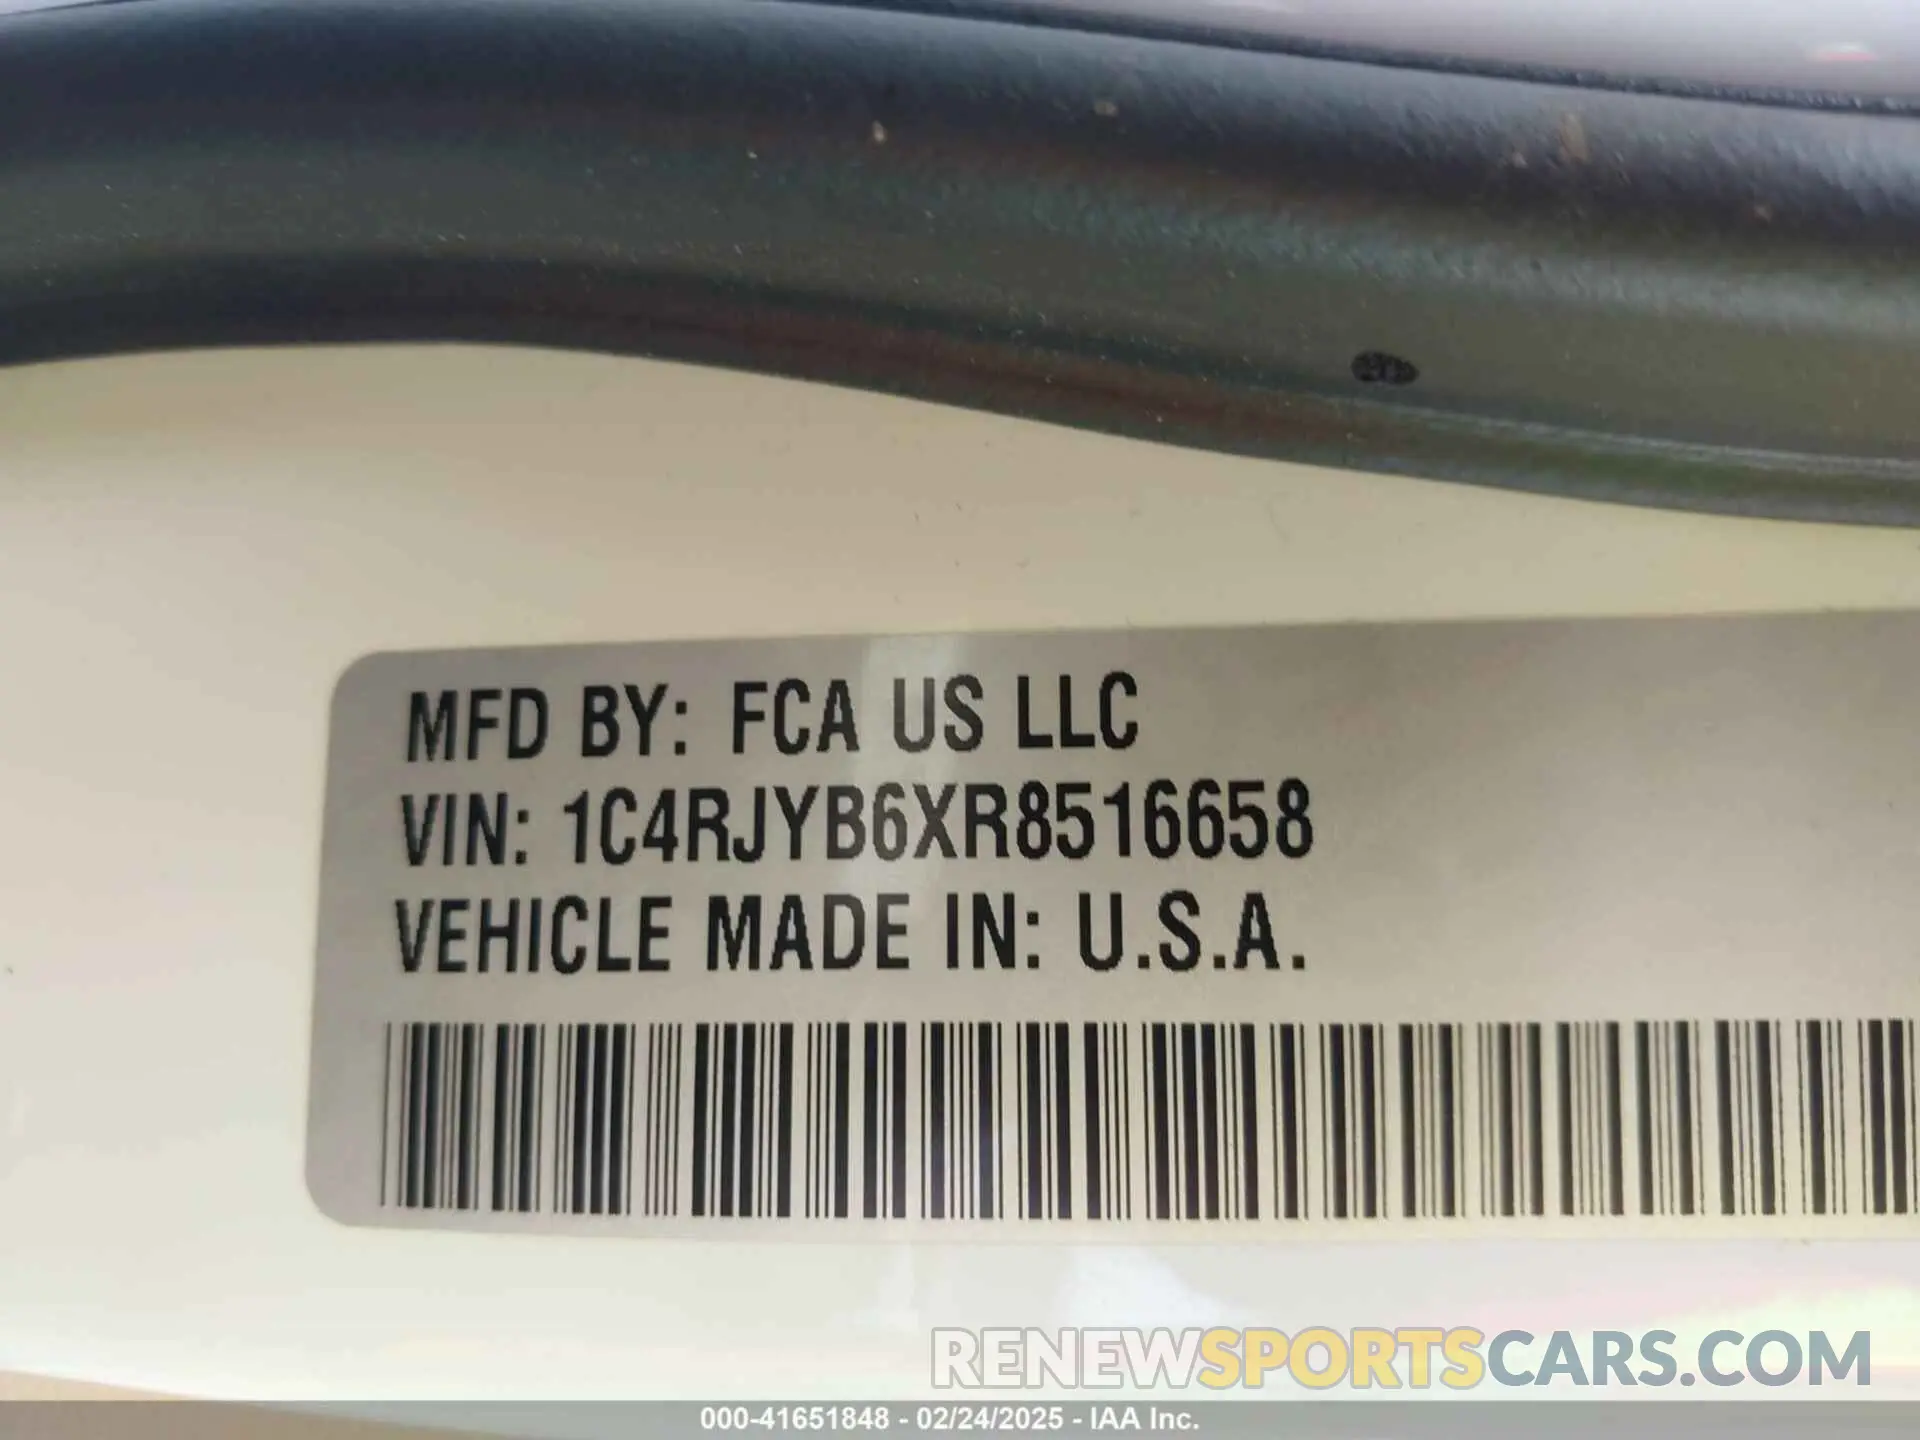 MFD BY: FCA US LLC
VIN: 1C4RJYB6XR8516658
VEHICLE MADE IN: U.S.A.
RENEWSPORTSCARS.COM
000-41651848 - 02/24/2025 - IAA Inc.